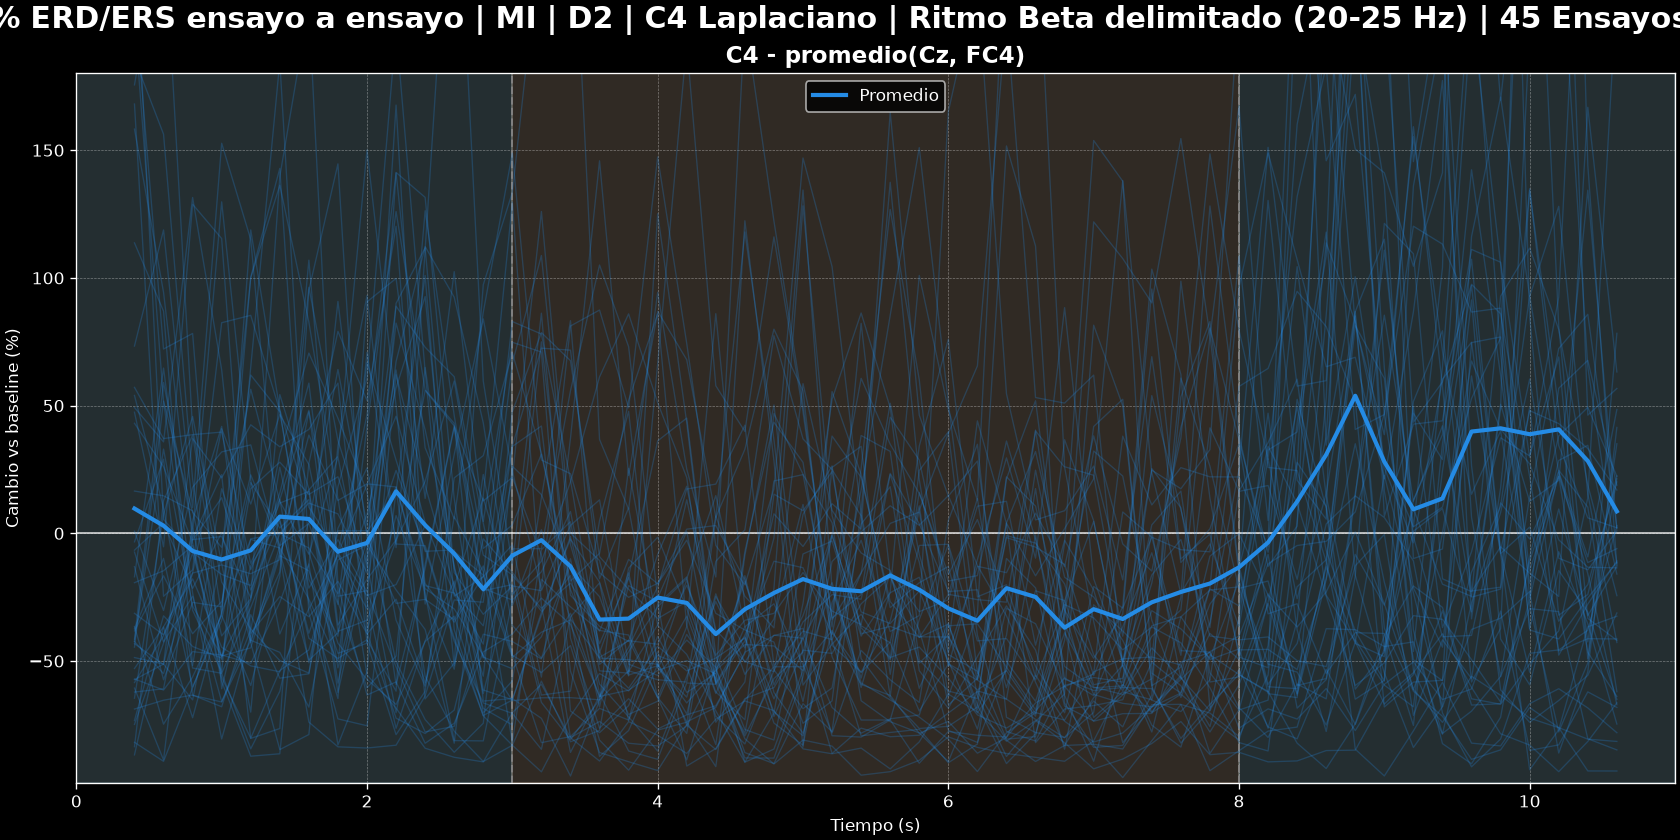 % ERD/ERS ensayo a ensayo | MI | D2 | C4 Laplaciano | Ritmo Beta delimitado (20-25 Hz) | 45 Ensayos
C4 - promedio(Cz, FC4)
Promedio
Cambio vs baseline (%)
150
100
50
0
−50
0 2 4 6 8 10
Tiempo (s)